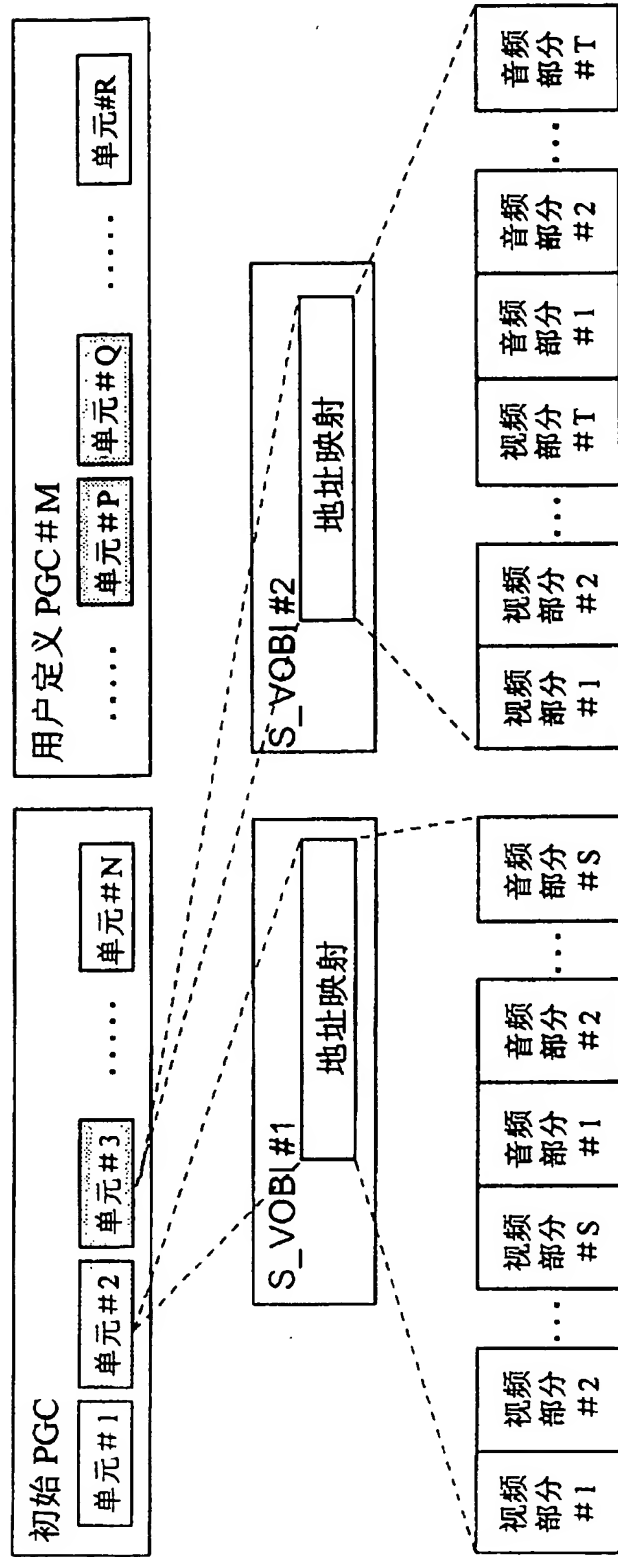 初始 PGC
单元#1
单元#2
单元#3
.....
单元#N
用户定义 PGC#M
.....
单元#P
单元#Q
.....
单元#R
S_VOBI#1
地址映射
S_VOBI#2
地址映射
视频
部分
#1
视频
部分
#2
...
视频
部分
#S
音频
部分
#1
音频
部分
#2
...
音频
部分
#S
视频
部分
#1
视频
部分
#2
...
视频
部分
#T
音频
部分
#1
音频
部分
#2
...
音频
部分
#T